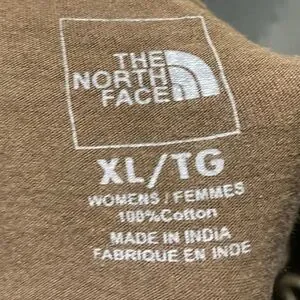 THE
NORTH
FACE
XL/TG
WOMENS / FEMMES
100%Cotton
MADE IN INDIA
FABRIQUE EN INDE